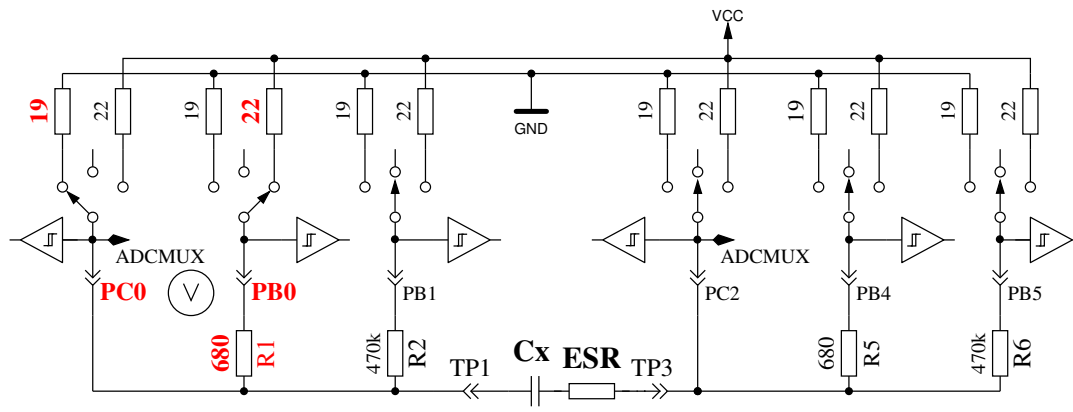 VCC
19
22
19
22
19
22
GND
19
22
19
22
19
22
ADCMUX
ADCMUX
PC0
V
PB0
PB1
PC2
PB4
PB5
680
R1
470k
R2
TP1
Cx
ESR
TP3
680
R5
470k
R6